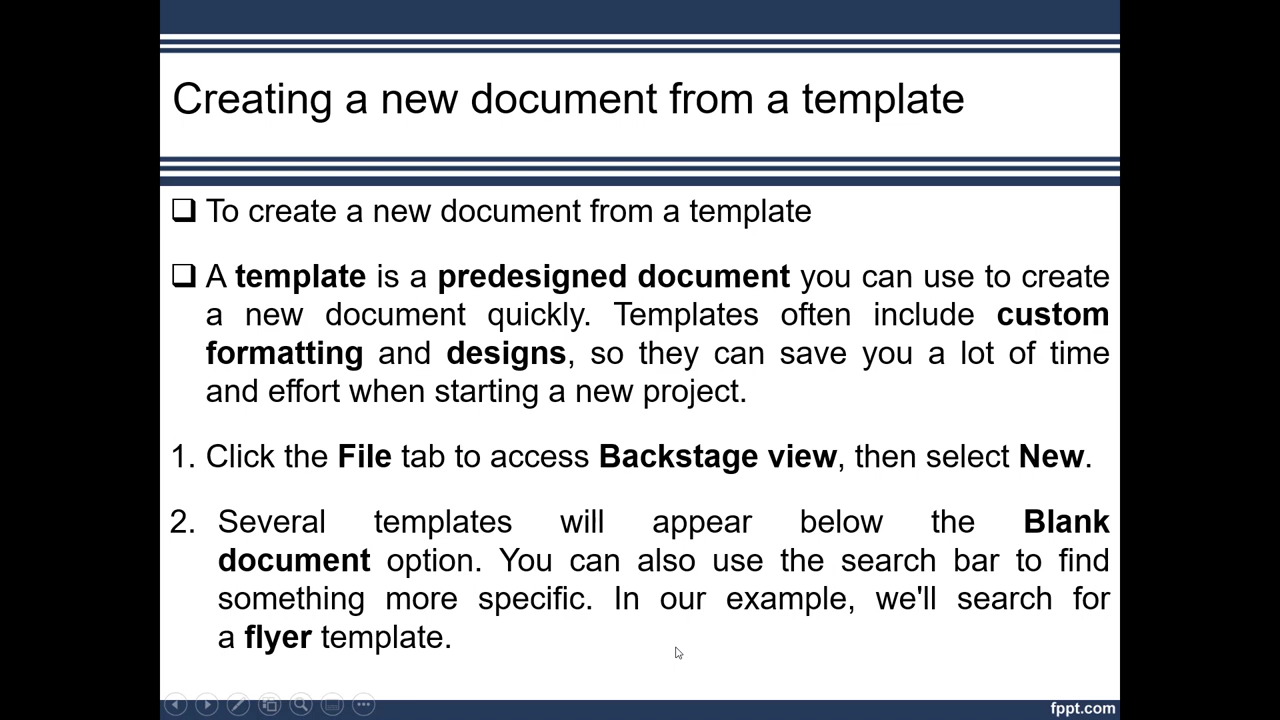 Creating a new document from a template
❑ To create a new document from a template
❑ A template is a predesigned document you can use to create
a new document quickly. Templates often include custom
formatting and designs, so they can save you a lot of time
and effort when starting a new project.
1. Click the File tab to access Backstage view, then select New.
2. Several templates will appear below the Blank
document option. You can also use the search bar to find
something more specific. In our example, we'll search for
a flyer template.
fppt.com